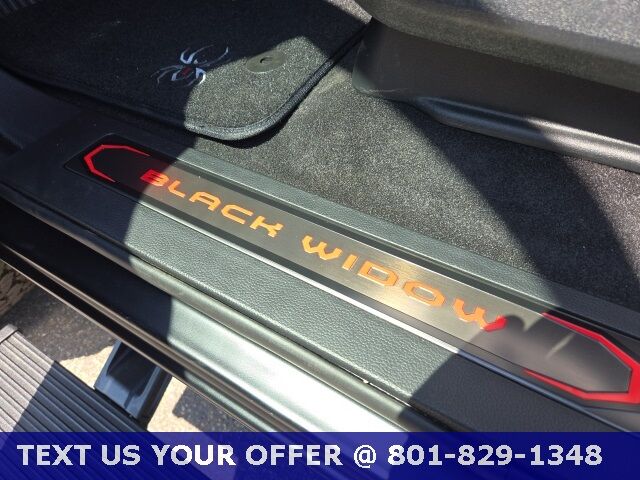 BLACK WIDOW
TEXT US YOUR OFFER @ 801-829-1348